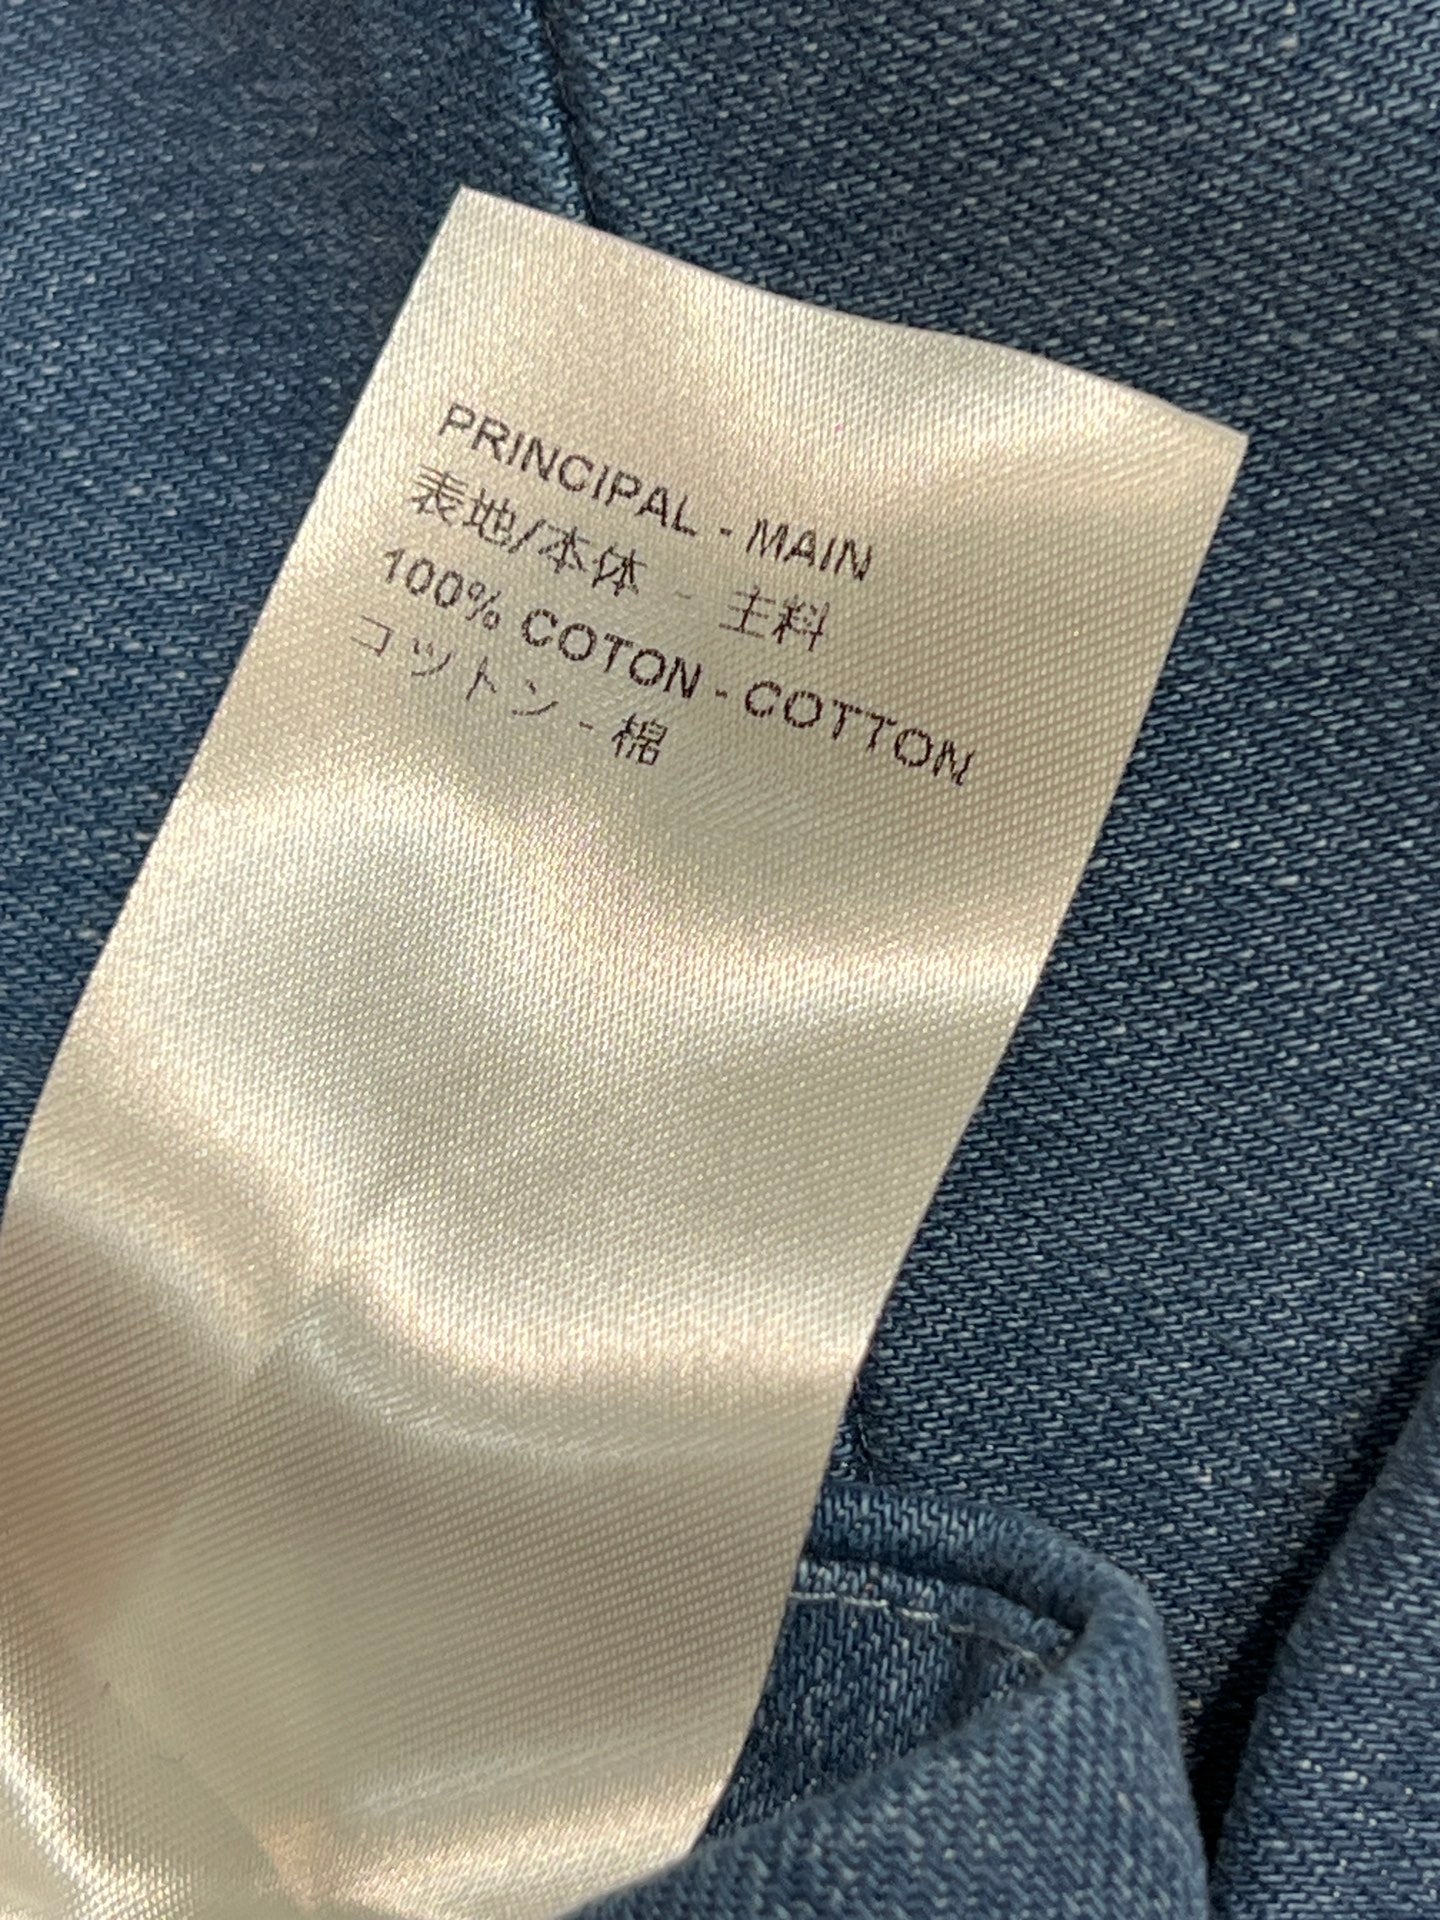 PRINCIPAL - MAIN
表地/本体 - 主料
100% COTON - COTTON
コットン - 棉